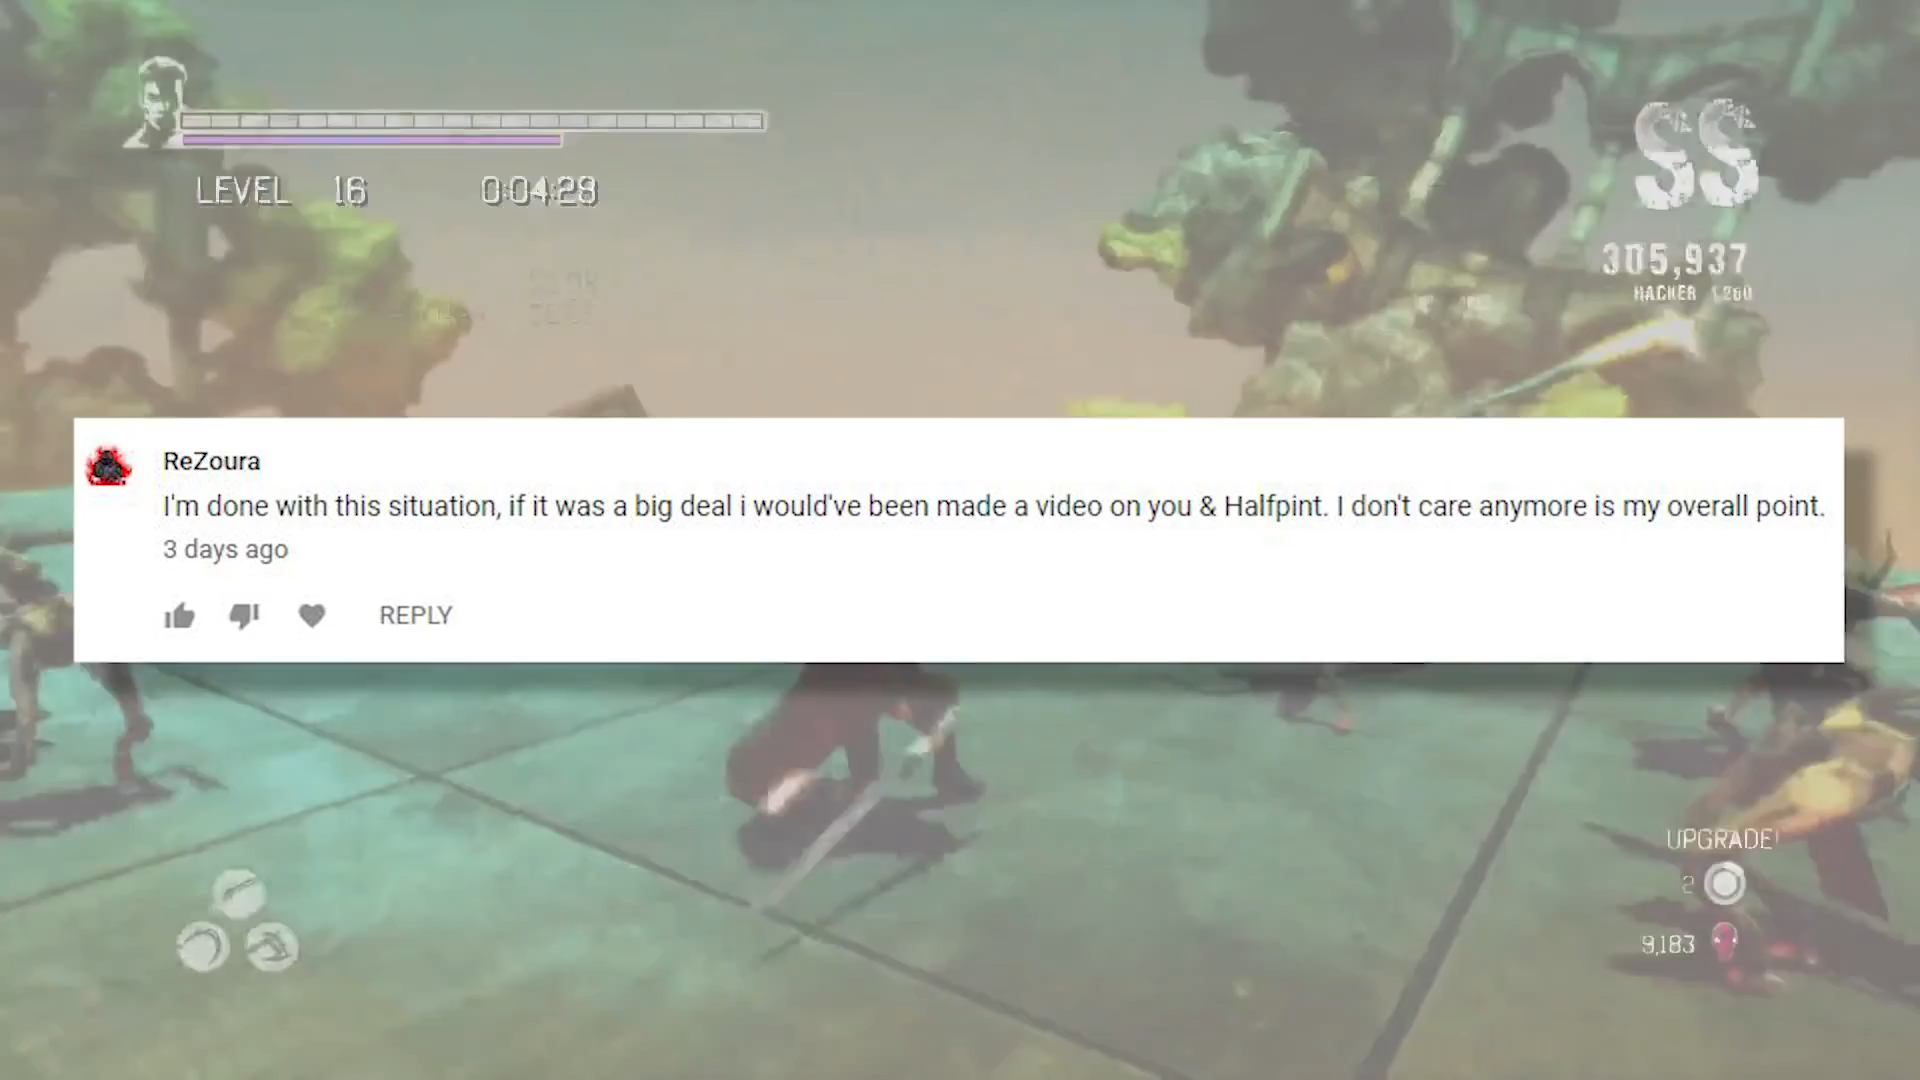 LEVEL 16 0:04:28
SS
305,937
HACKER 1,260
ReZoura
I'm done with this situation, if it was a big deal i would've been made a video on you & Halfpint. I don't care anymore is my overall point.
3 days ago
REPLY
UPGRADE!
2
9,183